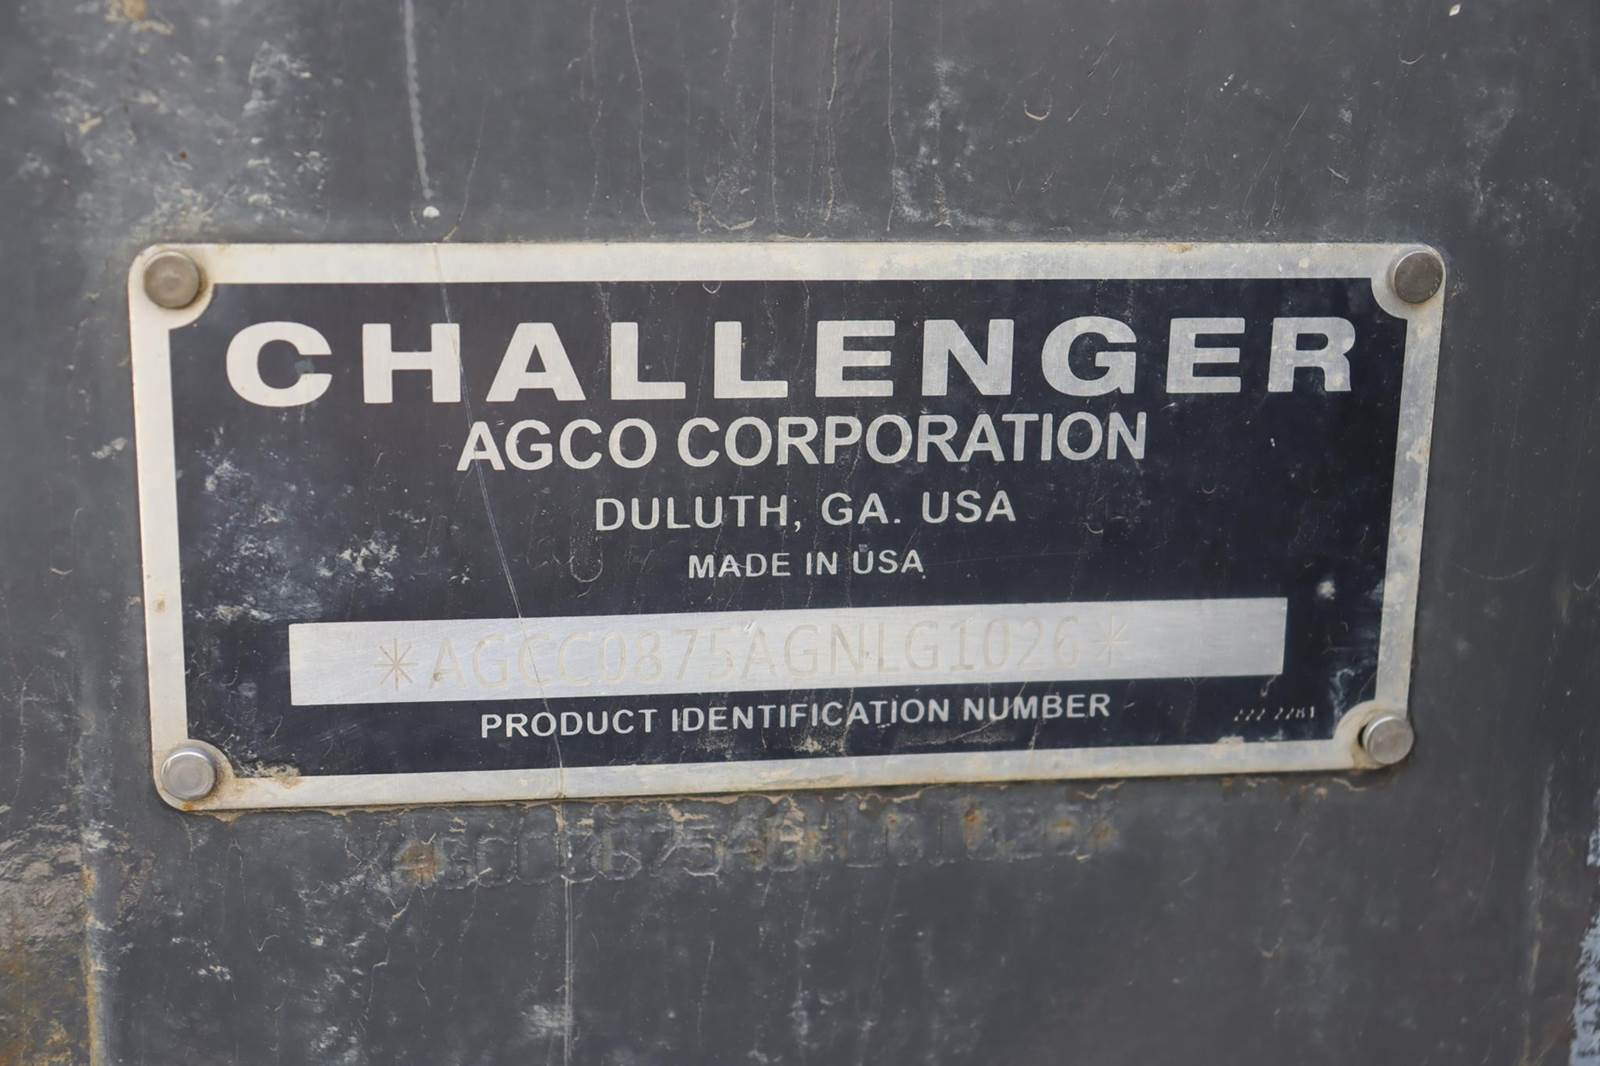 CHALLENGER
AGCO CORPORATION
DULUTH, GA. USA
MADE IN USA
*AGCC0875AGNLG1026*
PRODUCT IDENTIFICATION NUMBER